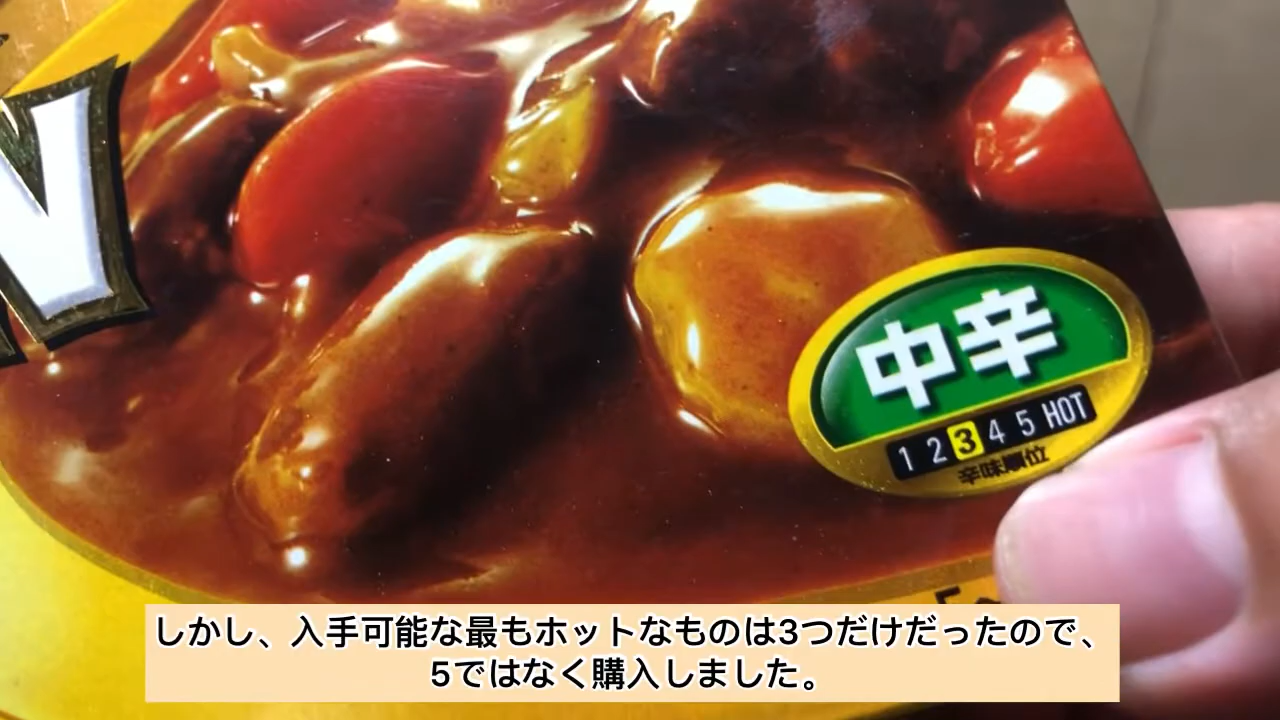 中辛
1 2 3 4 5 HOT
辛味順位
しかし、入手可能な最もホットなものは3つだけだったので、
5ではなく購入しました。